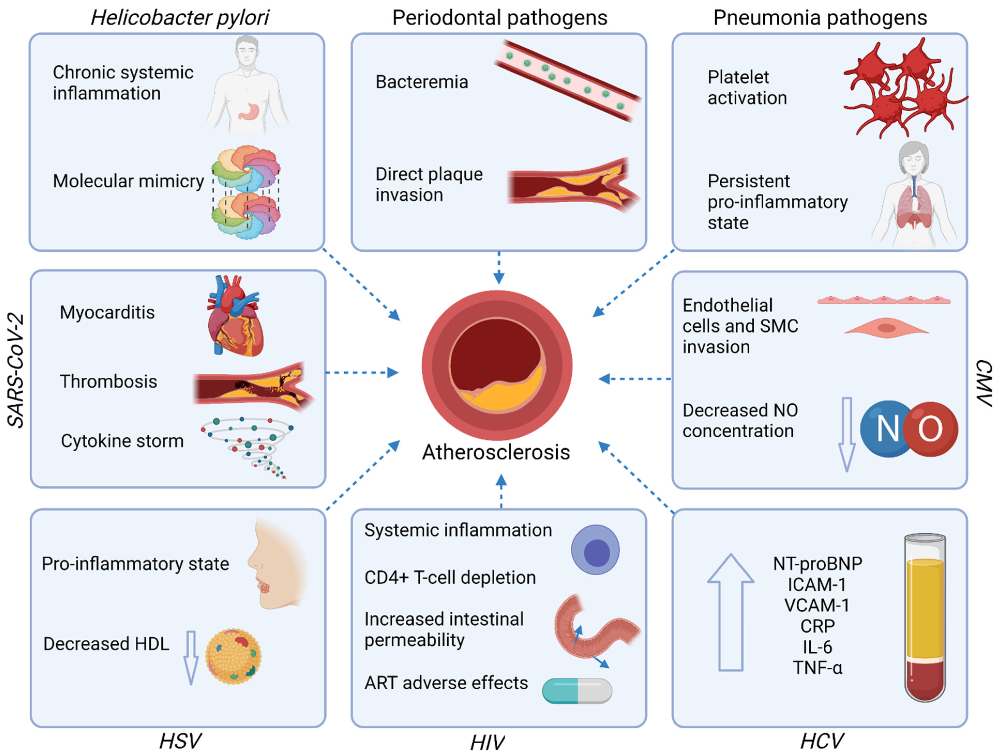 Helicobacter pylori
Chronic systemic
inflammation
Molecular mimicry
Periodontal pathogens
Bacteremia
Direct plaque
invasion
Pneumonia pathogens
Platelet
activation
Persistent
pro-inflammatory
state
SARS-CoV-2
Myocarditis
Thrombosis
Cytokine storm
Atherosclerosis
Endothelial
cells and SMC
invasion
Decreased NO
concentration
N O
CMV
Pro-inflammatory state
Decreased HDL
HSV
Systemic inflammation
CD4+ T-cell depletion
Increased intestinal
permeability
ART adverse effects
HIV
NT-proBNP
ICAM-1
VCAM-1
CRP
IL-6
TNF-α
HCV